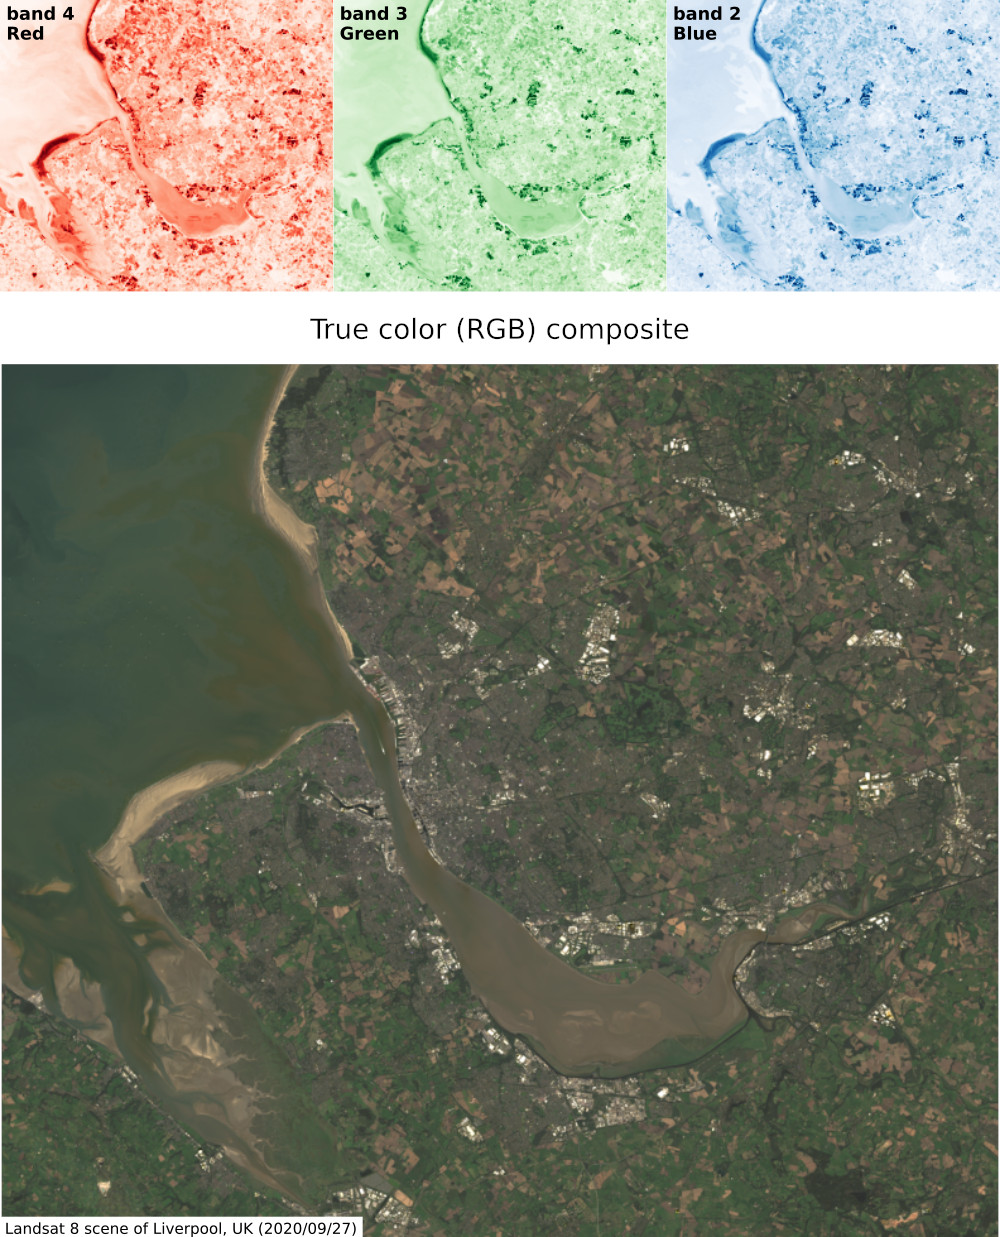 band 4
Red
band 3
Green
band 2
Blue
True color (RGB) composite
Landsat 8 scene of Liverpool, UK (2020/09/27)